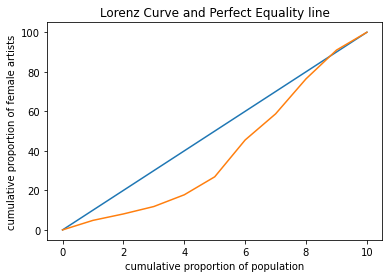 Lorenz Curve and Perfect Equality line
cumulative proportion of female artists
100
80
60
40
20
0
0 2 4 6 8 10
cumulative proportion of population